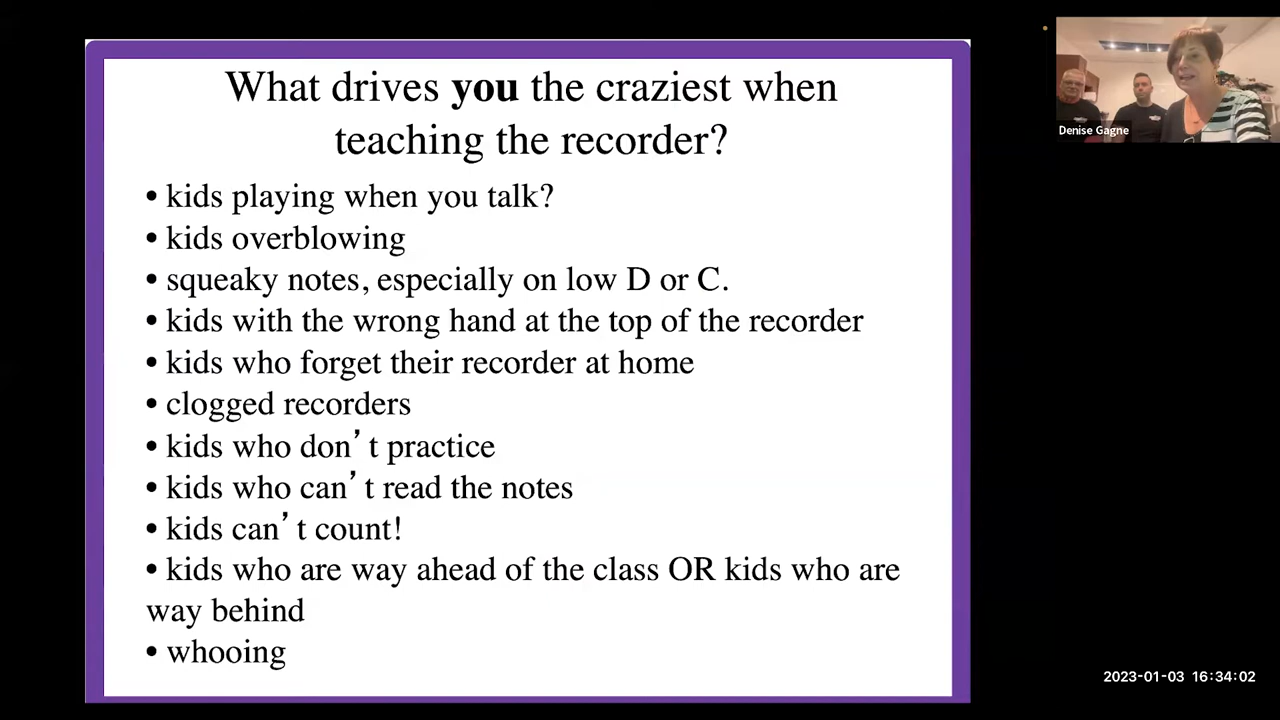 What drives you the craziest when
teaching the recorder?
• kids playing when you talk?
• kids overblowing
• squeaky notes, especially on low D or C.
• kids with the wrong hand at the top of the recorder
• kids who forget their recorder at home
• clogged recorders
• kids who don’t practice
• kids who can’t read the notes
• kids can’t count!
• kids who are way ahead of the class OR kids who are
way behind
• whooing
Denise Gagne
2023-01-03 16:34:02